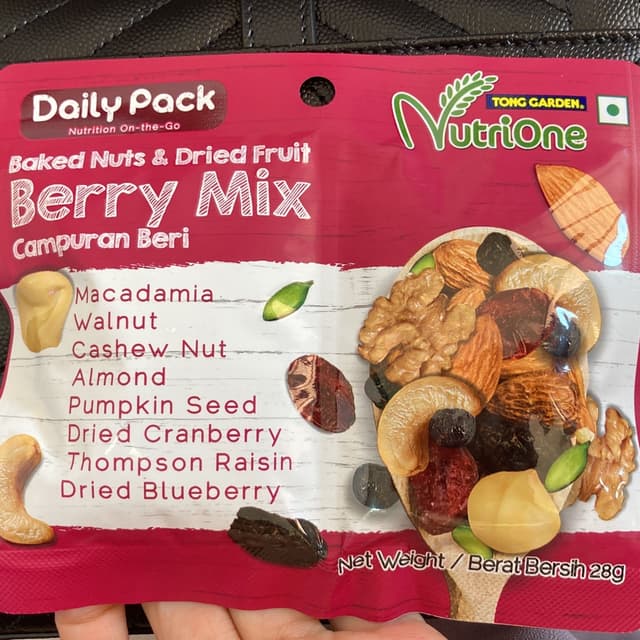 Daily Pack
Nutrition On-the-Go
TONG GARDEN®
NutriOne
Baked Nuts & Dried Fruit
Berry Mix
Campuran Beri
Macadamia
Walnut
Cashew Nut
Almond
Pumpkin Seed
Dried Cranberry
Thompson Raisin
Dried Blueberry
Net Weight / Berat Bersih 28g